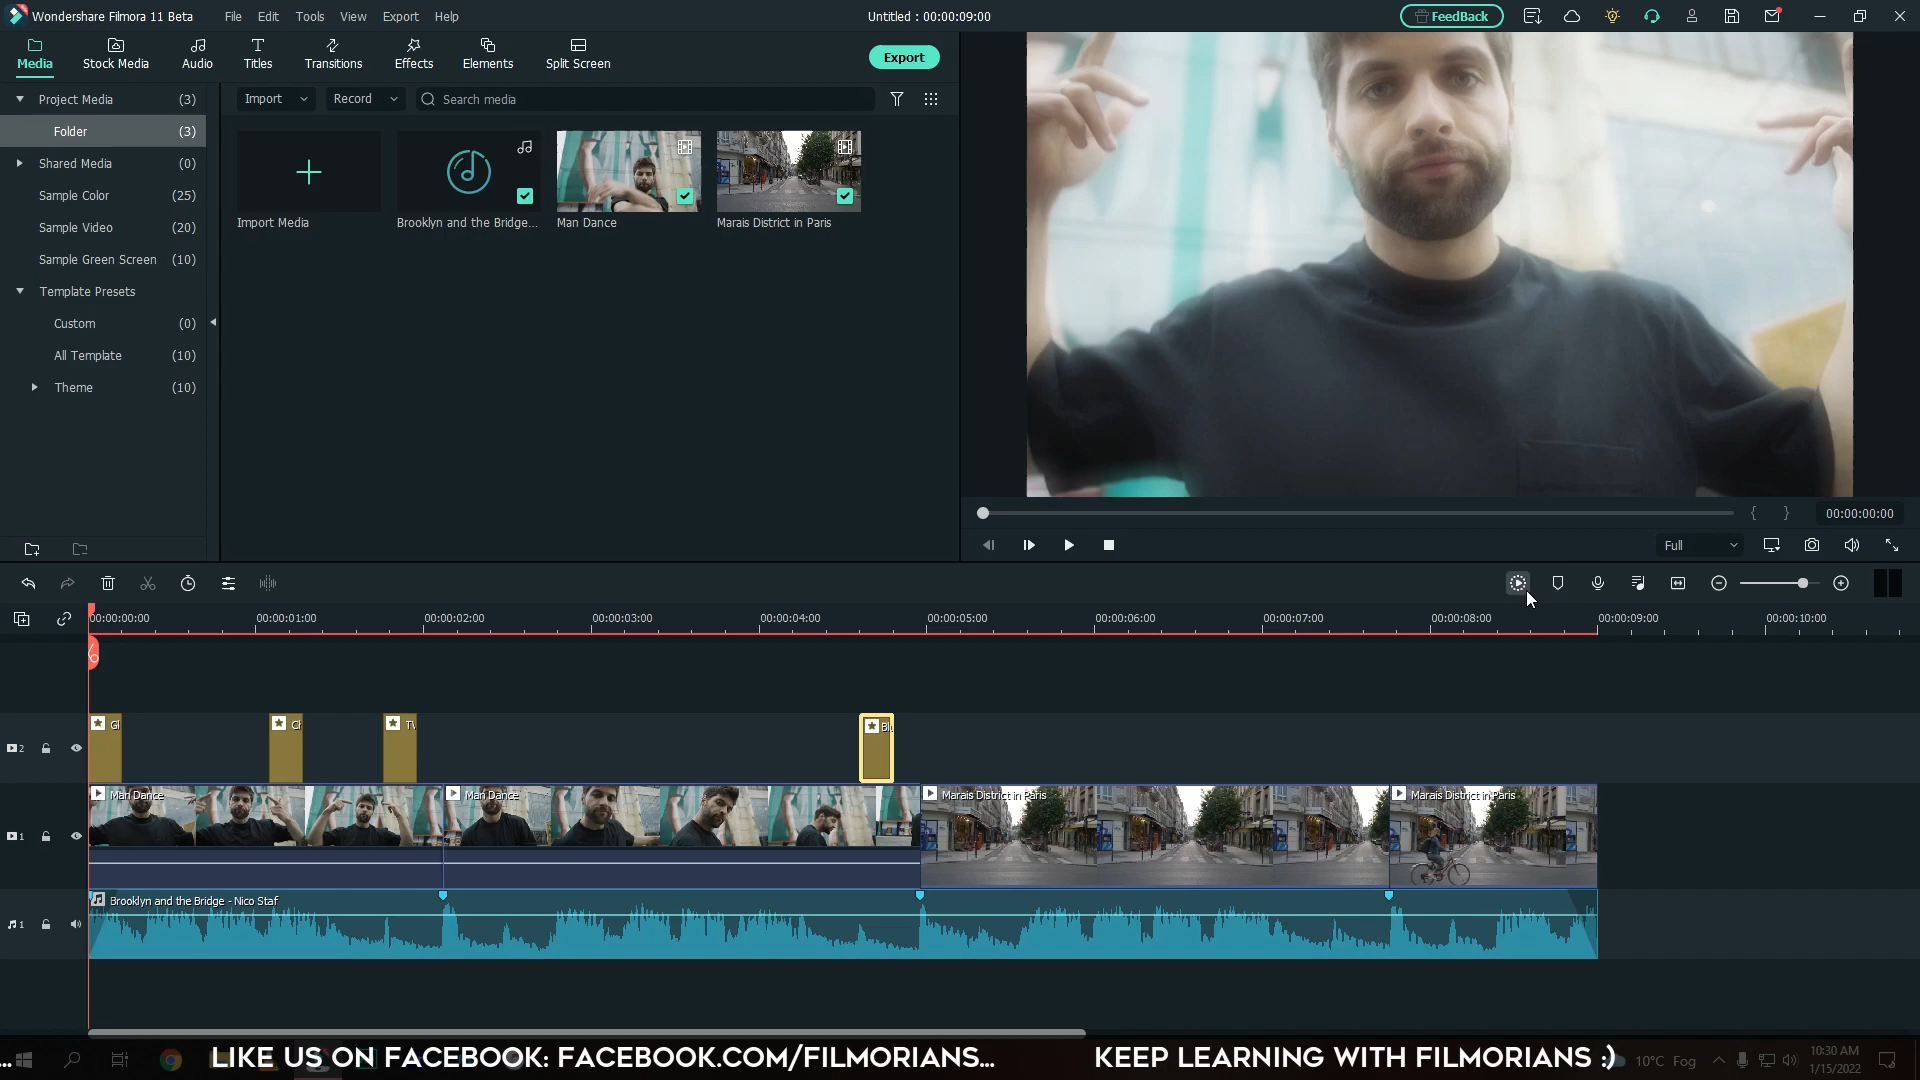 Wondershare Filmora 11 Beta
File Edit Tools View Export Help
Untitled : 00:00:09:00
FeedBack
Media
Stock Media
Audio
Titles
Transitions
Effects
Elements
Split Screen
Export
Project Media (3)
Folder (3)
Shared Media (0)
Sample Color (25)
Sample Video (20)
Sample Green Screen (10)
Template Presets
Custom (0)
All Template (10)
Theme (10)
Import
Record
Search media
Import Media
Brooklyn and the Bridge...
Man Dance
Marais District in Paris
00:00:00:00
Full
00:00:00:00
00:00:01:00
00:00:02:00
00:00:03:00
00:00:04:00
00:00:05:00
00:00:06:00
00:00:07:00
00:00:08:00
00:00:09:00
00:00:10:00
2
Gl
Ch
TV
Blu
1
Man Dance
Man Dance
Marais District in Paris
Marais District in Paris
1
Brooklyn and the Bridge - Nico Staf
...
LIKE US ON FACEBOOK: FACEBOOK.COM/FILMORIANS...
KEEP LEARNING WITH FILMORIANS :)
10°C Fog
10:30 AM
1/15/2022